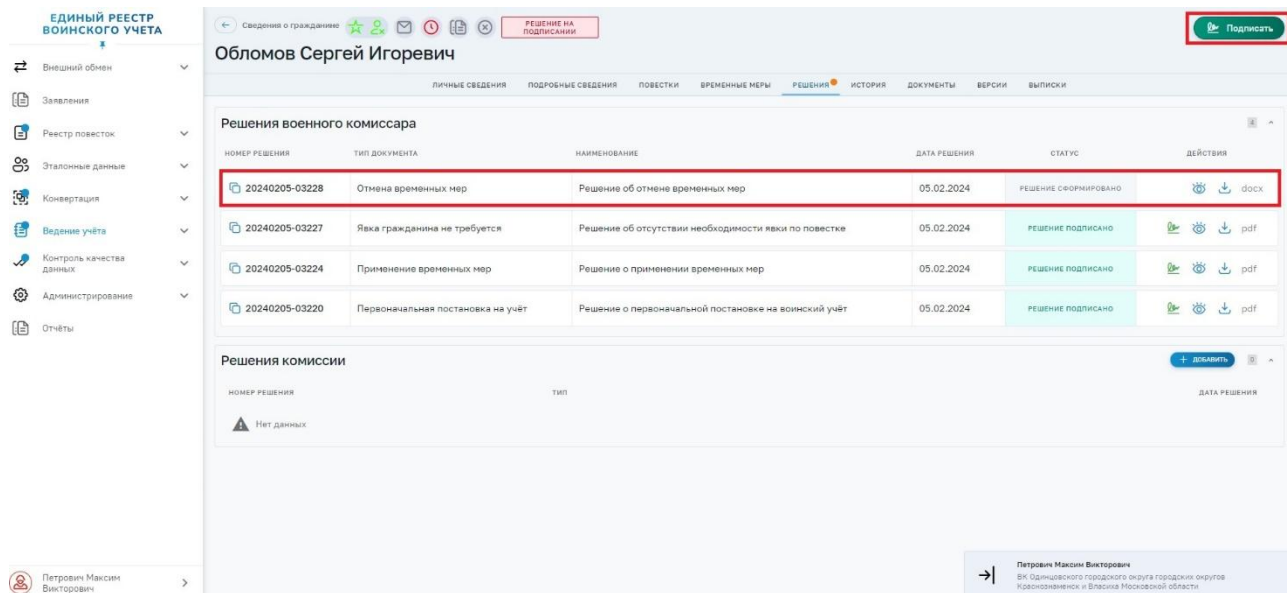 ЕДИНЫЙ РЕЕСТР
ВОИНСКОГО УЧЕТА
Внешний обмен
Заявления
Реестр повесток
Эталонные данные
Конвертация
Ведение учёта
Контроль качества
данных
Администрирование
Отчёты
Петрович Максим
Викторович
Сведения о гражданине
РЕШЕНИЕ НА
ПОДПИСАНИИ
Подписать
Обломов Сергей Игоревич
ЛИЧНЫЕ СВЕДЕНИЯ ПОДРОБНЫЕ СВЕДЕНИЯ ПОВЕСТКИ ВРЕМЕННЫЕ МЕРЫ РЕШЕНИЯ ИСТОРИЯ ДОКУМЕНТЫ ВЕРСИИ ВЫПИСКИ
Решения военного комиссара 4
НОМЕР РЕШЕНИЯ ТИП ДОКУМЕНТА НАИМЕНОВАНИЕ ДАТА РЕШЕНИЯ СТАТУС ДЕЙСТВИЯ
20240205-03228 Отмена временных мер Решение об отмене временных мер 05.02.2024 РЕШЕНИЕ СФОРМИРОВАНО docx
20240205-03227 Явка гражданина не требуется Решение об отсутствии необходимости явки по повестке 05.02.2024 РЕШЕНИЕ ПОДПИСАНО pdf
20240205-03224 Применение временных мер Решение о применении временных мер 05.02.2024 РЕШЕНИЕ ПОДПИСАНО pdf
20240205-03220 Первоначальная постановка на учёт Решение о первоначальной постановке на воинский учёт 05.02.2024 РЕШЕНИЕ ПОДПИСАНО pdf
Решения комиссии + ДОБАВИТЬ 0
НОМЕР РЕШЕНИЯ ТИП ДАТА РЕШЕНИЯ
Нет данных
Петрович Максим Викторович
ВК Одинцовского городского округа городских округов
Краснознаменск и Власиха Московской области